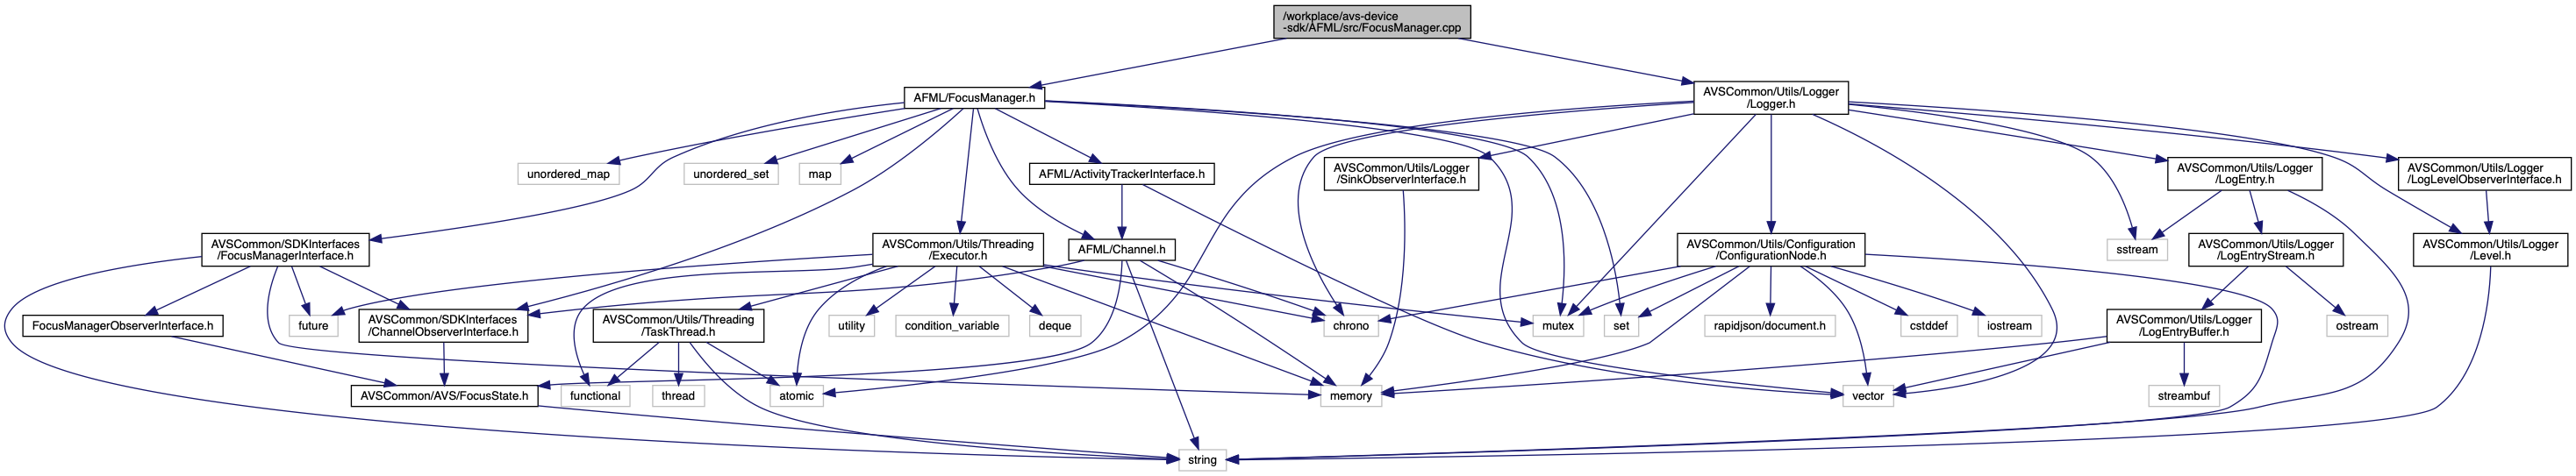 /workplace/avs-device
-sdk/AFML/src/FocusManager.cpp
AFML/FocusManager.h
AVSCommon/Utils/Logger
/Logger.h
unordered_map
unordered_set
map
AFML/ActivityTrackerInterface.h
AVSCommon/Utils/Logger
/SinkObserverInterface.h
AVSCommon/Utils/Logger
/LogEntry.h
AVSCommon/Utils/Logger
/LogLevelObserverInterface.h
AVSCommon/SDKInterfaces
/FocusManagerInterface.h
AVSCommon/Utils/Threading
/Executor.h
AFML/Channel.h
AVSCommon/Utils/Configuration
/ConfigurationNode.h
sstream
AVSCommon/Utils/Logger
/LogEntryStream.h
AVSCommon/Utils/Logger
/Level.h
FocusManagerObserverInterface.h
future
AVSCommon/SDKInterfaces
/ChannelObserverInterface.h
AVSCommon/Utils/Threading
/TaskThread.h
utility
condition_variable
deque
chrono
mutex
set
rapidjson/document.h
cstddef
iostream
AVSCommon/Utils/Logger
/LogEntryBuffer.h
ostream
AVSCommon/AVS/FocusState.h
functional
thread
atomic
memory
vector
streambuf
string